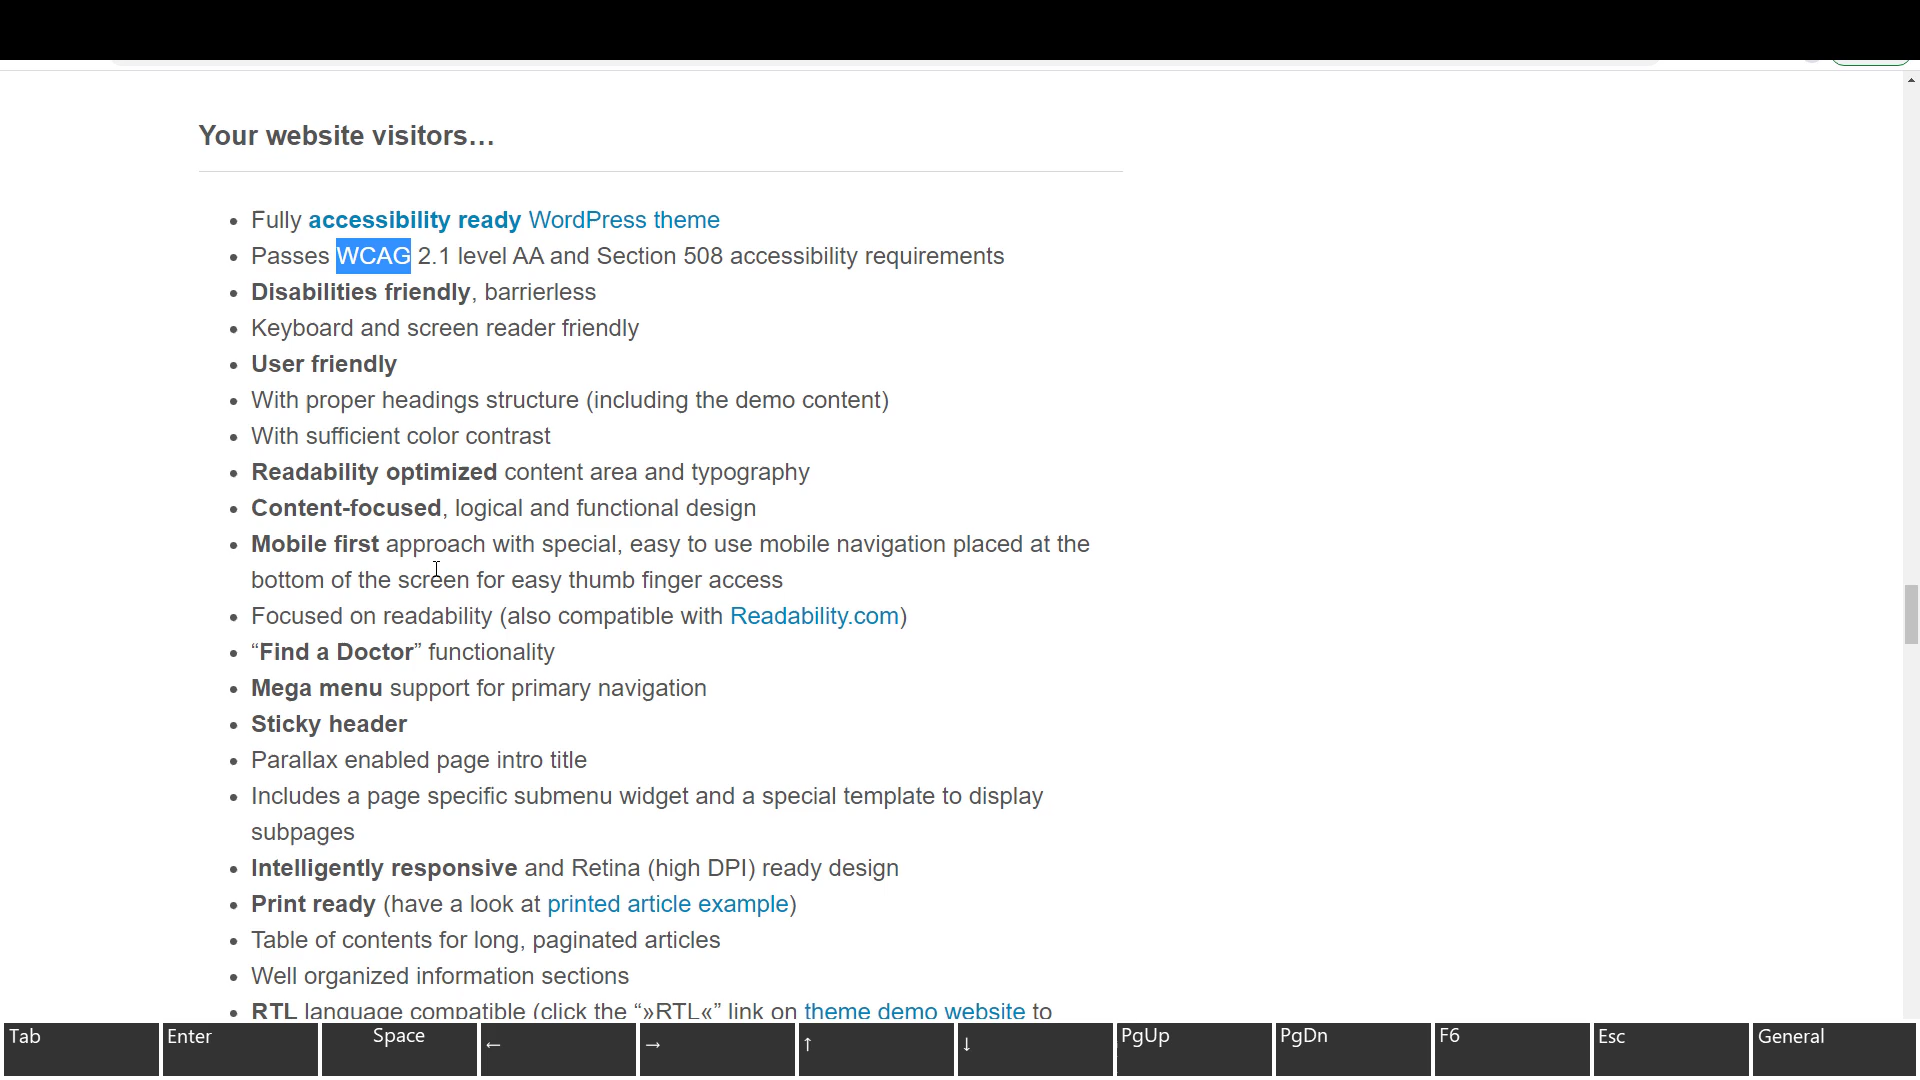 Your website visitors…
• Fully accessibility ready WordPress theme
• Passes WCAG 2.1 level AA and Section 508 accessibility requirements
• Disabilities friendly, barrierless
• Keyboard and screen reader friendly
• User friendly
• With proper headings structure (including the demo content)
• With sufficient color contrast
• Readability optimized content area and typography
• Content-focused, logical and functional design
• Mobile first approach with special, easy to use mobile navigation placed at the
bottom of the screen for easy thumb finger access
• Focused on readability (also compatible with Readability.com)
• “Find a Doctor” functionality
• Mega menu support for primary navigation
• Sticky header
• Parallax enabled page intro title
• Includes a page specific submenu widget and a special template to display
subpages
• Intelligently responsive and Retina (high DPI) ready design
• Print ready (have a look at printed article example)
• Table of contents for long, paginated articles
• Well organized information sections
• RTL language compatible (click the “»RTL«” link on theme demo website to
Tab Enter Space ← → ↑ ↓ PgUp PgDn F6 Esc General